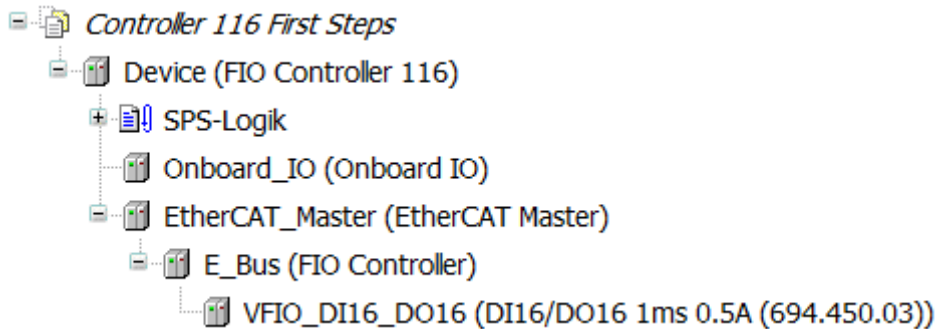 Controller 116 First Steps
Device (FIO Controller 116)
SPS-Logik
Onboard_IO (Onboard IO)
EtherCAT_Master (EtherCAT Master)
E_Bus (FIO Controller)
VFIO_DI16_DO16 (DI16/DO16 1ms 0.5A (694.450.03))